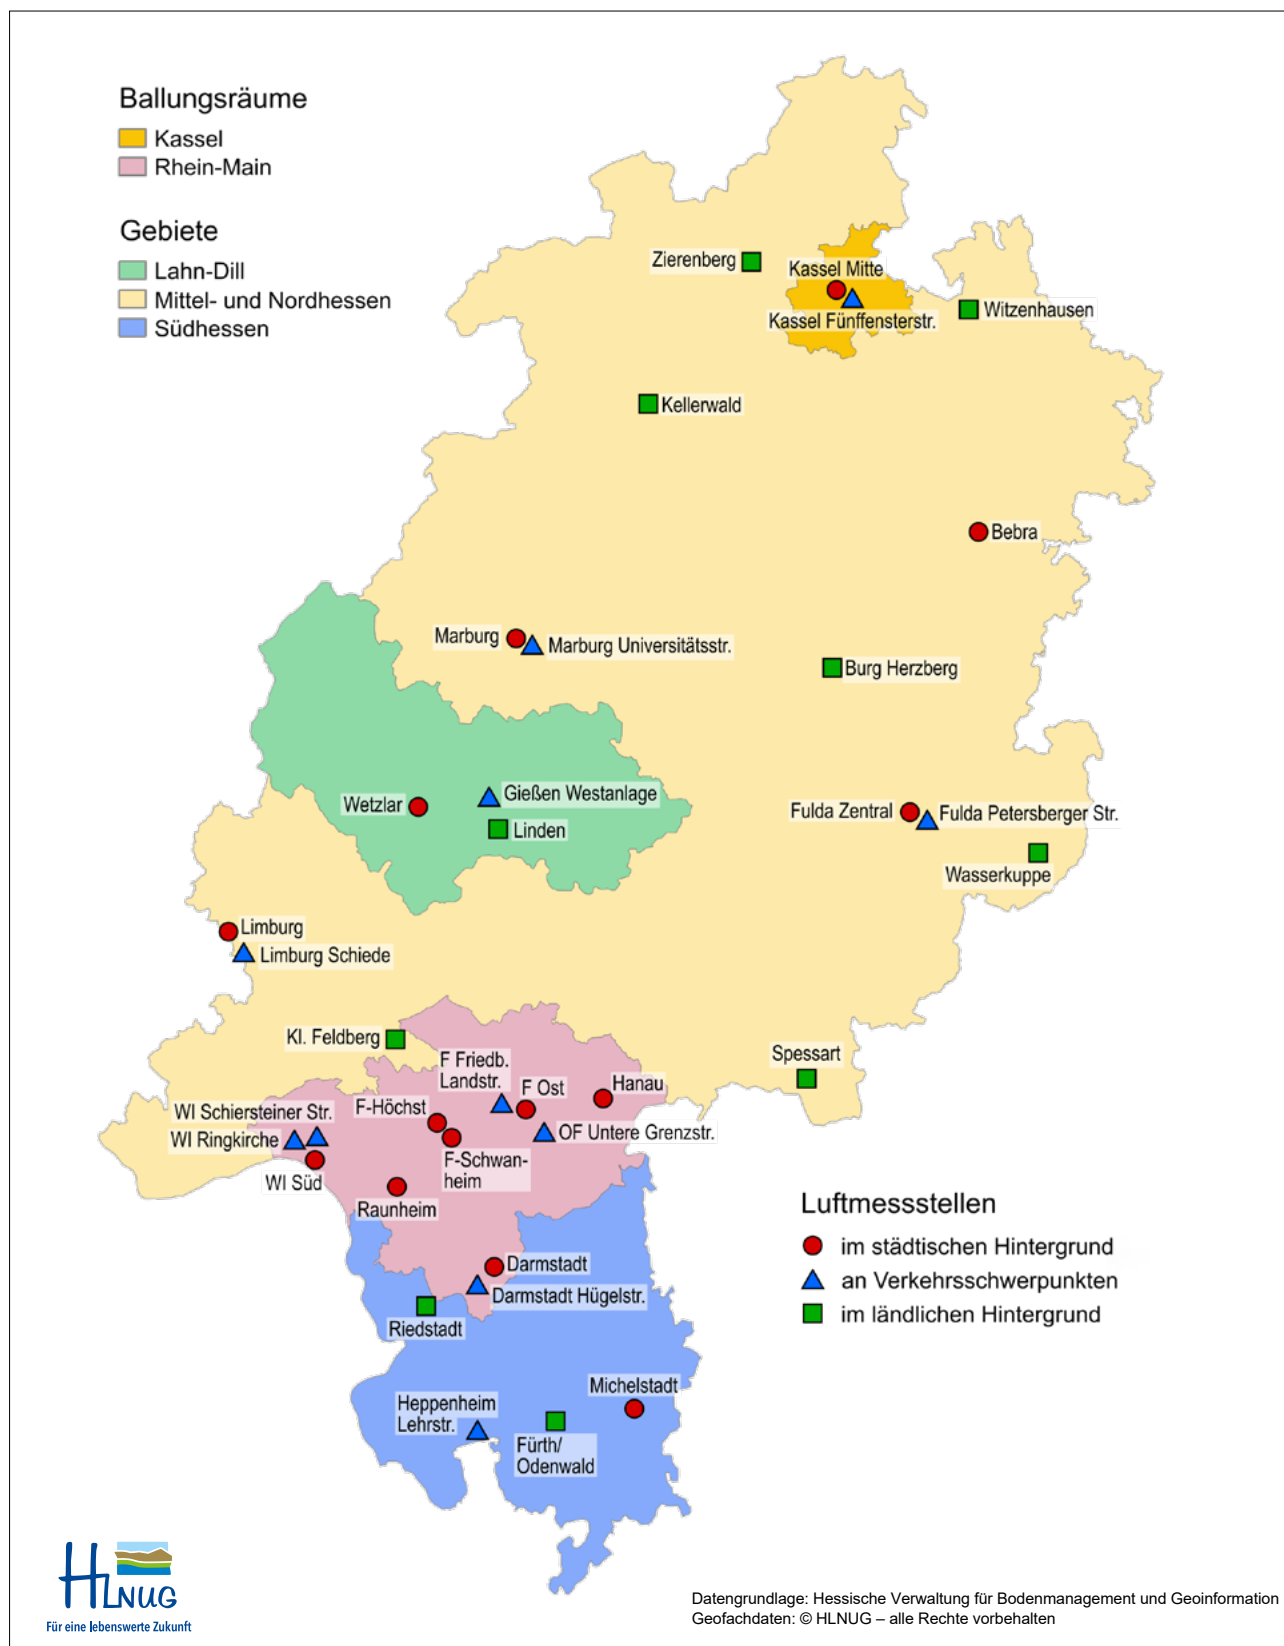 Ballungsräume
Kassel
Rhein-Main
Gebiete
Lahn-Dill
Mittel- und Nordhessen
Südhessen
Zierenberg
Kassel Mitte
Kassel Fünffensterstr.
Witzenhausen
Kellerwald
Bebra
Marburg
Marburg Universitätsstr.
Burg Herzberg
Wetzlar
Gießen Westanlage
Linden
Fulda Zentral
Fulda Petersberger Str.
Wasserkuppe
Limburg
Limburg Schiede
Kl. Feldberg
Spessart
F Friedb.
Landstr.
F Ost
Hanau
WI Schiersteiner Str.
F-Höchst
WI Ringkirche
OF Untere Grenzstr.
F-Schwan-
heim
WI Süd
Raunheim
Darmstadt
Darmstadt Hügelstr.
Riedstadt
Michelstadt
Heppenheim
Lehrstr.
Fürth/
Odenwald
Luftmessstellen
im städtischen Hintergrund
an Verkehrsschwerpunkten
im ländlichen Hintergrund
HLNUG
Für eine lebenswerte Zukunft
Datengrundlage: Hessische Verwaltung für Bodenmanagement und Geoinformation
Geofachdaten: © HLNUG – alle Rechte vorbehalten